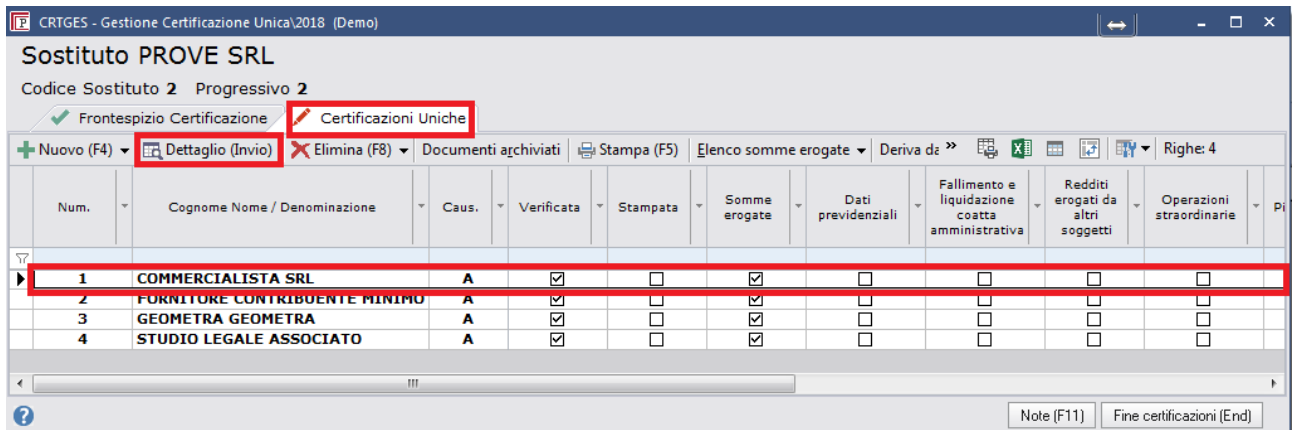 CRTGES - Gestione Certificazione Unica\2018 (Demo)
Sostituto PROVE SRL
Codice Sostituto 2 Progressivo 2
Frontespizio Certificazione Certificazioni Uniche
Nuovo (F4) Dettaglio (Invio) Elimina (F8) Documenti archiviati Stampa (F5) Elenco somme erogate Deriva da » Righe: 4
Num. Cognome Nome / Denominazione Caus. Verificata Stampata Somme erogate Dati previdenziali Fallimento e liquidazione coatta amministrativa Redditi erogati da altri soggetti Operazioni straordinarie Pi
1 COMMERCIALISTA SRL A
2 FORNITORE CONTRIBUENTE MINIMO A
3 GEOMETRA GEOMETRA A
4 STUDIO LEGALE ASSOCIATO A
Note (F11) Fine certificazioni (End)